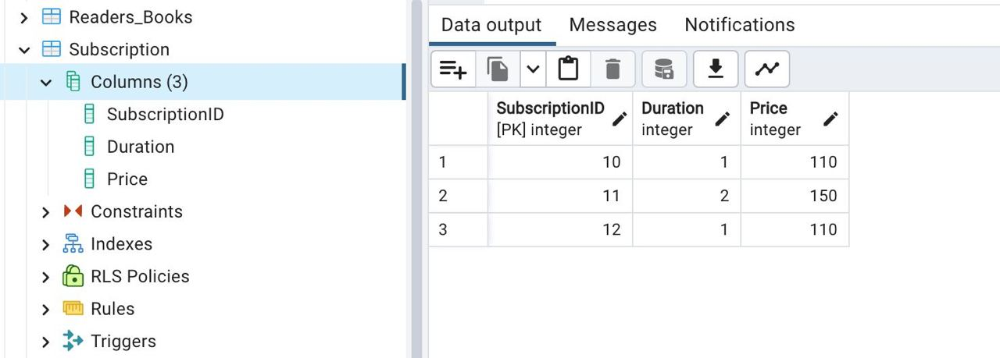 Readers_Books
Subscription
Columns (3)
SubscriptionID
Duration
Price
Constraints
Indexes
RLS Policies
Rules
Triggers
Data output Messages Notifications
SubscriptionID Duration Price
[PK] integer integer integer
1 10 1 110
2 11 2 150
3 12 1 110